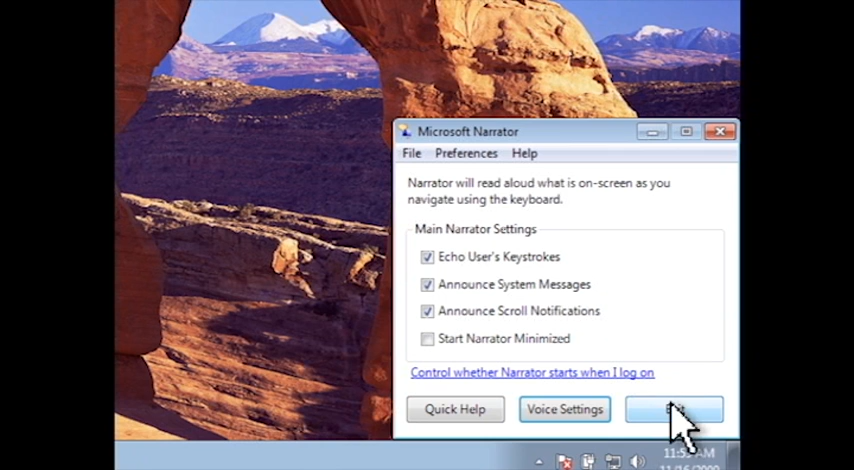 Microsoft Narrator
File Preferences Help
Narrator will read aloud what is on-screen as you
navigate using the keyboard.
Main Narrator Settings
Echo User's Keystrokes
Announce System Messages
Announce Scroll Notifications
Start Narrator Minimized
Control whether Narrator starts when I log on
Quick Help Voice Settings
AM